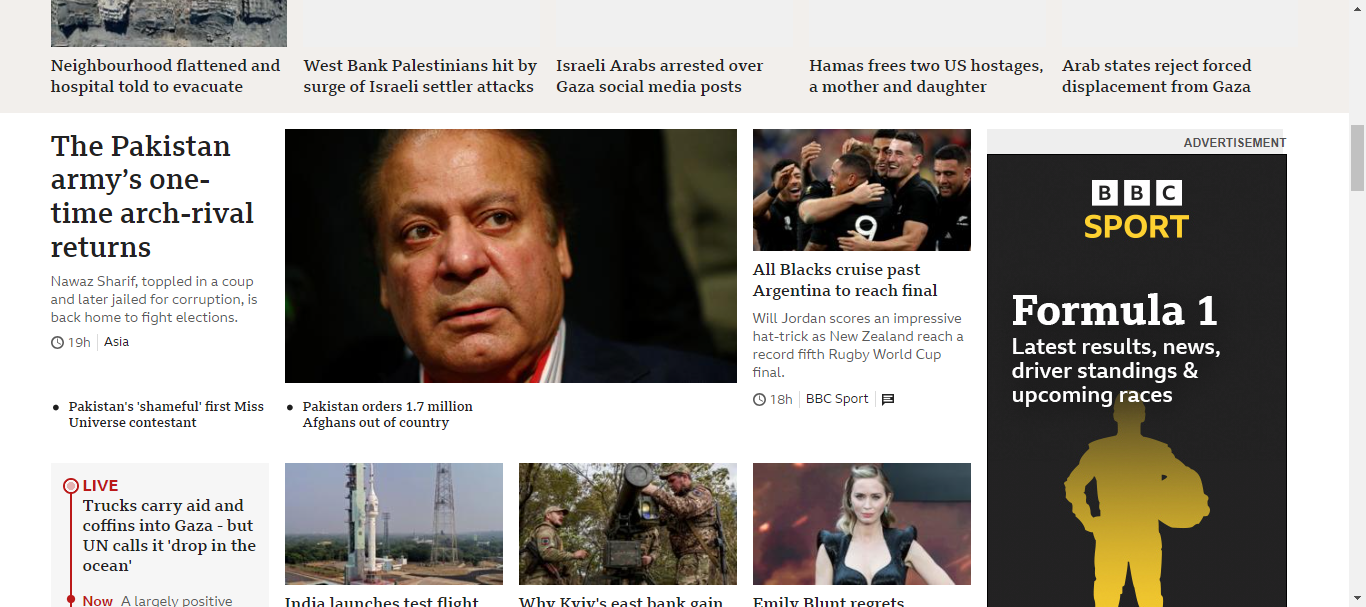 Neighbourhood flattened and
hospital told to evacuate
West Bank Palestinians hit by
surge of Israeli settler attacks
Israeli Arabs arrested over
Gaza social media posts
Hamas frees two US hostages,
a mother and daughter
Arab states reject forced
displacement from Gaza
The Pakistan
army’s one-
time arch-rival
returns
Nawaz Sharif, toppled in a coup
and later jailed for corruption, is
back home to fight elections.
19h Asia
Pakistan's 'shameful' first Miss
Universe contestant
Pakistan orders 1.7 million
Afghans out of country
9
All Blacks cruise past
Argentina to reach final
Will Jordan scores an impressive
hat-trick as New Zealand reach a
record fifth Rugby World Cup
final.
18h BBC Sport
ADVERTISEMENT
BBC
SPORT
Formula 1
Latest results, news,
driver standings &
upcoming races
LIVE
Trucks carry aid and
coffins into Gaza - but
UN calls it 'drop in the
ocean'
Now A largely positive
India launches test flight
Why Kyiv's east bank gain
Emily Blunt regrets